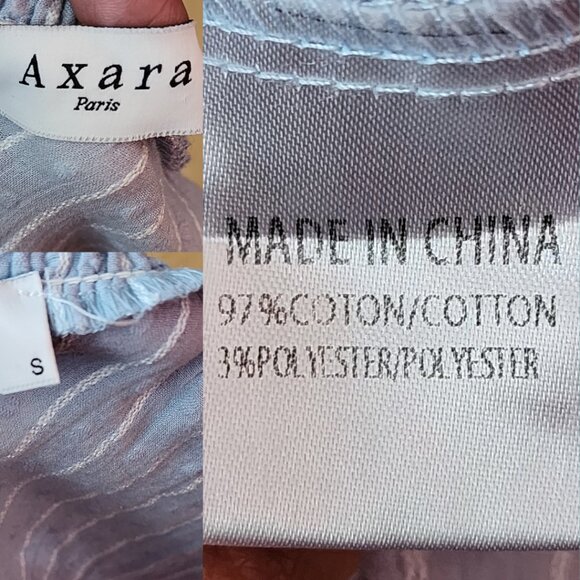 Axara
Paris
S
MADE IN CHINA
97%COTON/COTTON
3%POLYESTER/POLYESTER